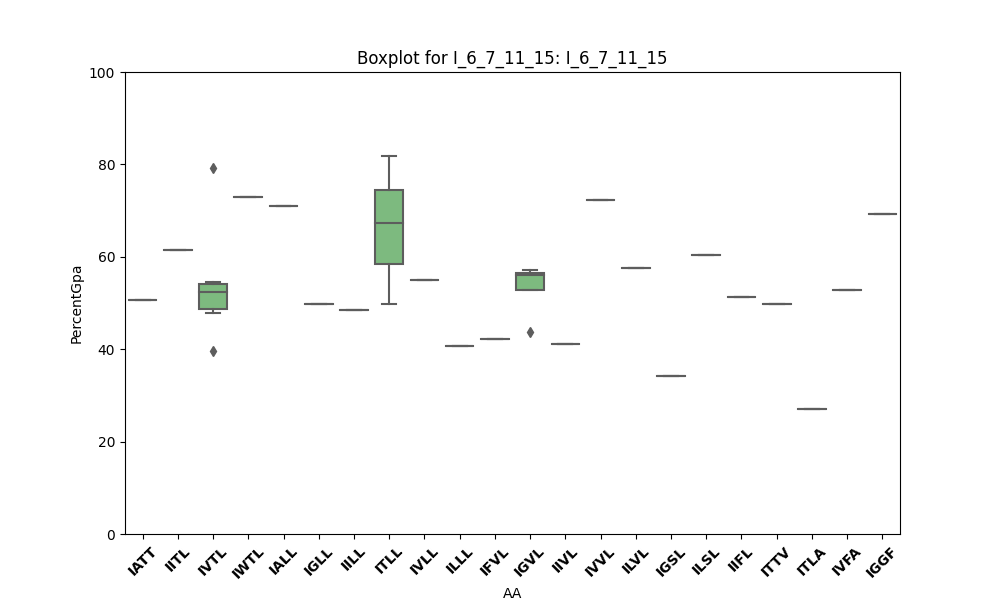 Boxplot for I_6_7_11_15: I_6_7_11_15
100
80
60
40
20
0
PercentGpa
IATT IITL IVTL IWTL IALL IGLL IILL ITLL IVLL ILLL IFVL IGVL IIVL IVVL ILVL IGSL ILSL IIFL ITTV ITLA IVFA IGGF
AA